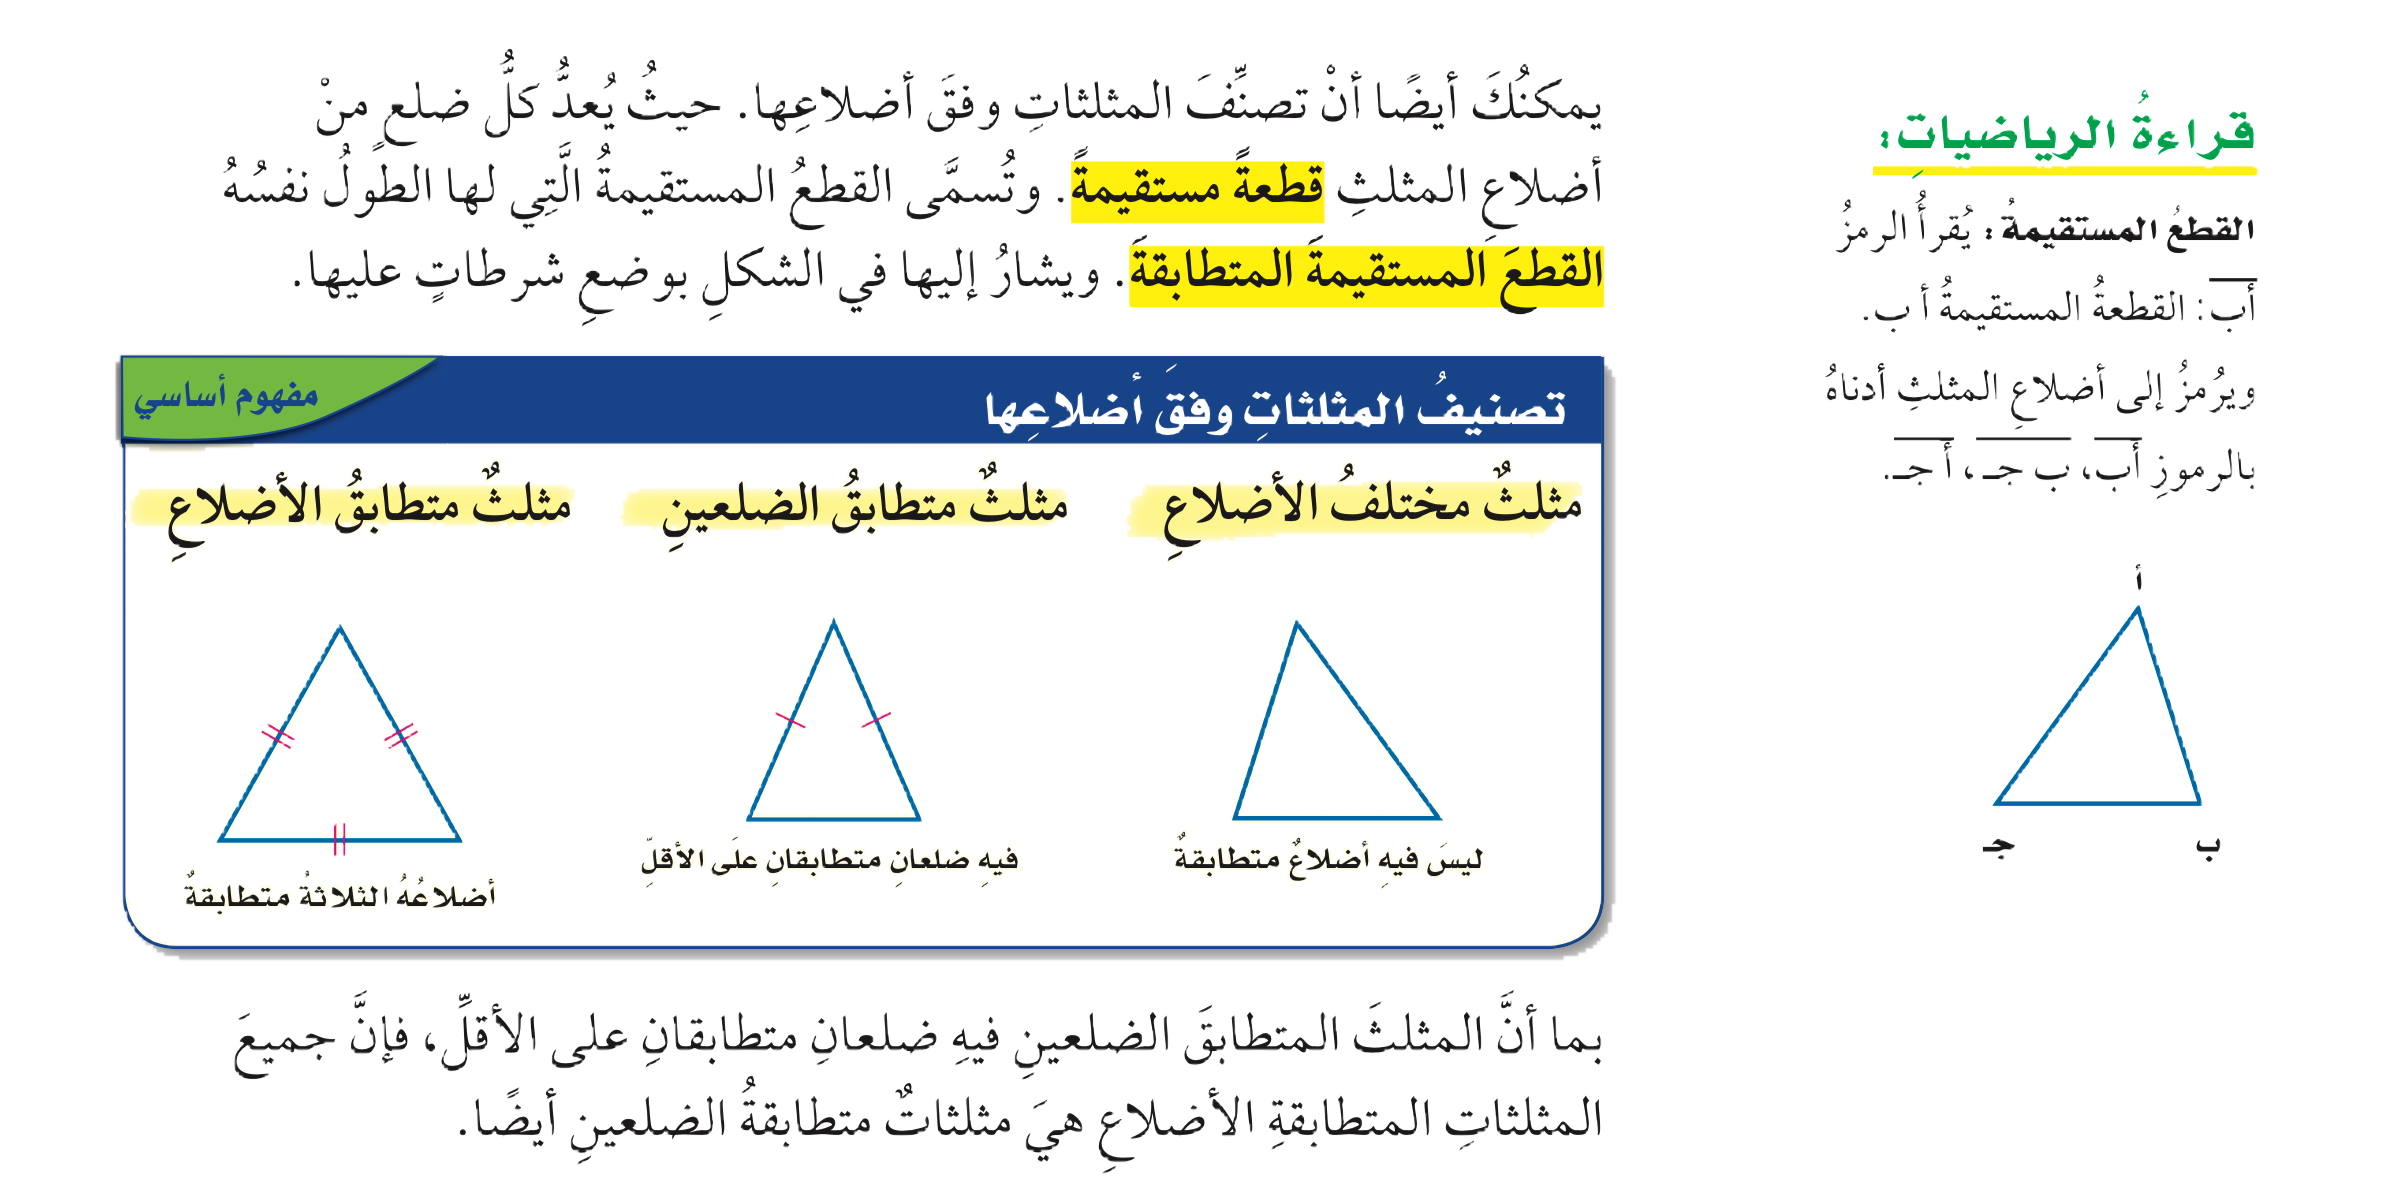 يمكنُكَ أيضًا أنْ تصنِّفَ المثلثاتِ وفقَ أضلاعِها. حيثُ يُعدُّ كلُّ ضلعٍ منْ
أضلاعِ المثلثِ قطعةً مستقيمةً. وتُسمَّى القطعُ المستقيمةُ الَّتِي لها الطولُ نفسُهُ
القطعَ المستقيمةَ المتطابقةَ. ويشارُ إليها في الشكلِ بوضعِ شرطاتٍ عليها.
قراءةُ الرياضياتِ:
القطعُ المستقيمةُ: يُقرأُ الرمزُ
أب: القطعةُ المستقيمةُ أ ب.
ويرُمزُ إلى أضلاعِ المثلثِ أدناهُ
بالرموزِ أب، ب جـ، أ جـ.
أ
ب
جـ
تصنيفُ المثلثاتِ وفقَ أضلاعِها
مفهوم أساسي
مثلثٌ مختلفُ الأضلاعِ
مثلثٌ متطابقُ الضلعينِ
مثلثٌ متطابقُ الأضلاعِ
ليسَ فيهِ أضلاعٌ متطابقةٌ
فيهِ ضلعانِ متطابقانِ علَى الأقلِّ
أضلاعُهُ الثلاثةُ متطابقةٌ
بما أنَّ المثلثَ المتطابقَ الضلعينِ فيهِ ضلعانِ متطابقانِ على الأقلِّ، فإنَّ جميعَ
المثلثاتِ المتطابقةِ الأضلاعِ هيَ مثلثاتٌ متطابقةُ الضلعينِ أيضًا.